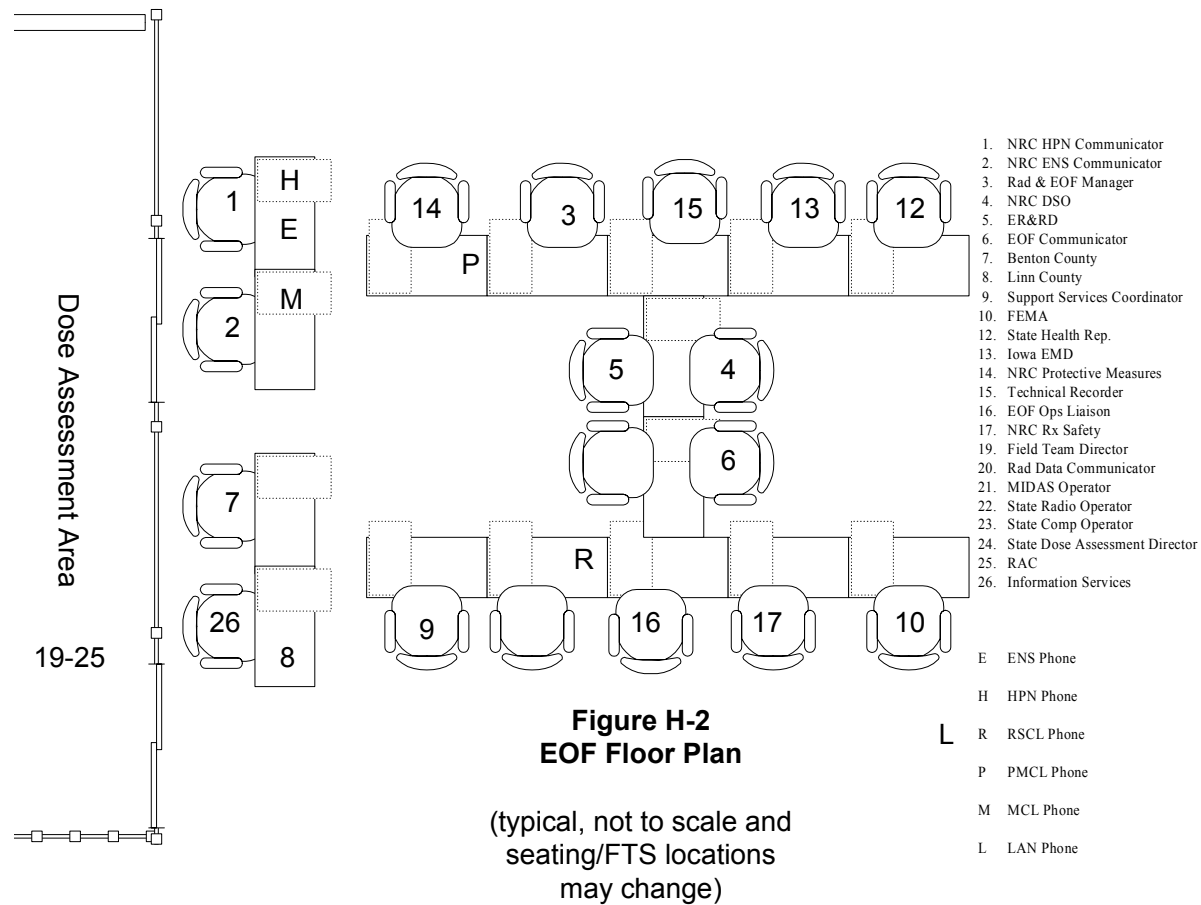 1
H
E
2
M
7
26
8
Dose Assessment Area
19-25
14
3
15
13
12
P
5
4
6
R
9
16
17
10
Figure H-2
EOF Floor Plan
(typical, not to scale and
seating/FTS locations
may change)
1. NRC HPN Communicator
2. NRC ENS Communicator
3. Rad & EOF Manager
4. NRC DSO
5. ER&RD
6. EOF Communicator
7. Benton County
8. Linn County
9. Support Services Coordinator
10. FEMA
12. State Health Rep.
13. Iowa EMD
14. NRC Protective Measures
15. Technical Recorder
16. EOF Ops Liaison
17. NRC Rx Safety
19. Field Team Director
20. Rad Data Communicator
21. MIDAS Operator
22. State Radio Operator
23. State Comp Operator
24. State Dose Assessment Director
25. RAC
26. Information Services
E ENS Phone
H HPN Phone
L
R RSCL Phone
P PMCL Phone
M MCL Phone
L LAN Phone